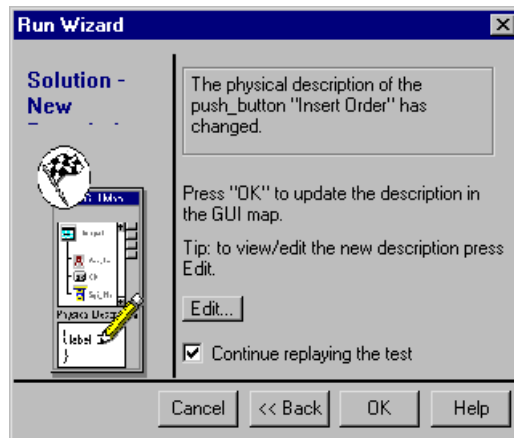 Run Wizard
Solution -
New
The physical description of the
push_button "Insert Order" has
changed.
Press "OK" to update the description in
the GUI map.
Tip: to view/edit the new description press
Edit.
Edit...
Continue replaying the test
Cancel
<< Back
OK
Help